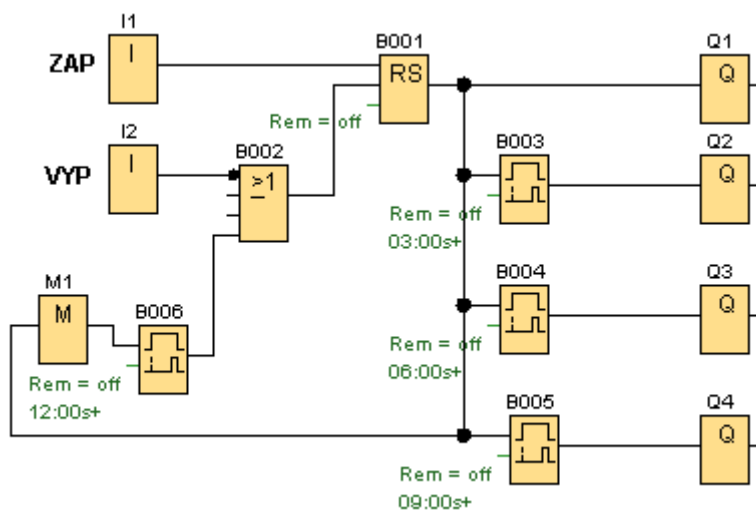 I1
ZAP
I
B001
RS
Rem = off
Q1
Q
I2
VYP
I
B002
>1
B003
Rem = off
03:00s+
Q2
Q
M1
M
B006
Rem = off
12:00s+
B004
Rem = off
06:00s+
Q3
Q
B005
Rem = off
09:00s+
Q4
Q